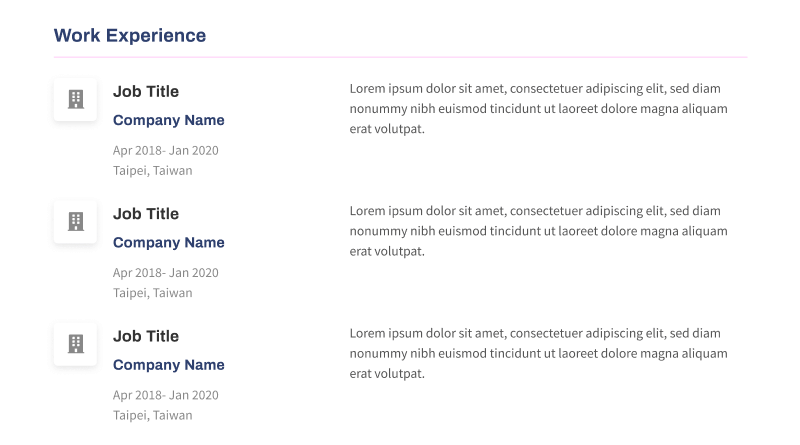 Work Experience
Job Title
Company Name
Apr 2018- Jan 2020
Taipei, Taiwan
Lorem ipsum dolor sit amet, consectetuer adipiscing elit, sed diam
nonummy nibh euismod tincidunt ut laoreet dolore magna aliquam
erat volutpat.
Job Title
Company Name
Apr 2018- Jan 2020
Taipei, Taiwan
Lorem ipsum dolor sit amet, consectetuer adipiscing elit, sed diam
nonummy nibh euismod tincidunt ut laoreet dolore magna aliquam
erat volutpat.
Job Title
Company Name
Apr 2018- Jan 2020
Taipei, Taiwan
Lorem ipsum dolor sit amet, consectetuer adipiscing elit, sed diam
nonummy nibh euismod tincidunt ut laoreet dolore magna aliquam
erat volutpat.